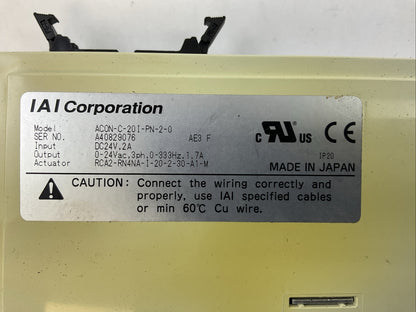 IAI Corporation
Model ACON-C-20I-PN-2-0
SER NO. A40829076 AE3 F
Input DC24V,2A
Output 0-24Vac,3ph,0-333Hz,1.7A
Actuator RCA2-RN4NA-I-20-2-30-A1-M
c RU US CE
IP20
MADE IN JAPAN
CAUTION: Connect the wiring correctly and
properly, use IAI specified cables
or min 60℃ Cu wire.